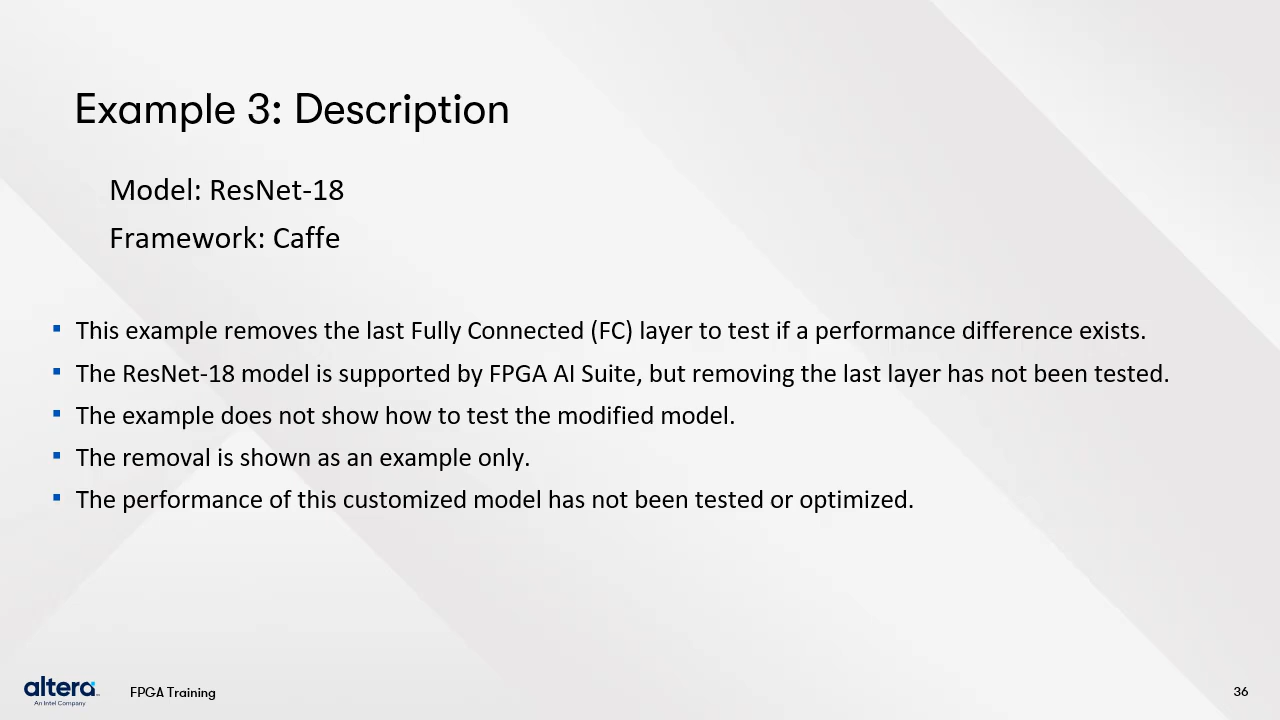 Example 3: Description
Model: ResNet-18
Framework: Caffe
▪ This example removes the last Fully Connected (FC) layer to test if a performance difference exists.
▪ The ResNet-18 model is supported by FPGA AI Suite, but removing the last layer has not been tested.
▪ The example does not show how to test the modified model.
▪ The removal is shown as an example only.
▪ The performance of this customized model has not been tested or optimized.
altera
An Intel Company
FPGA Training
36